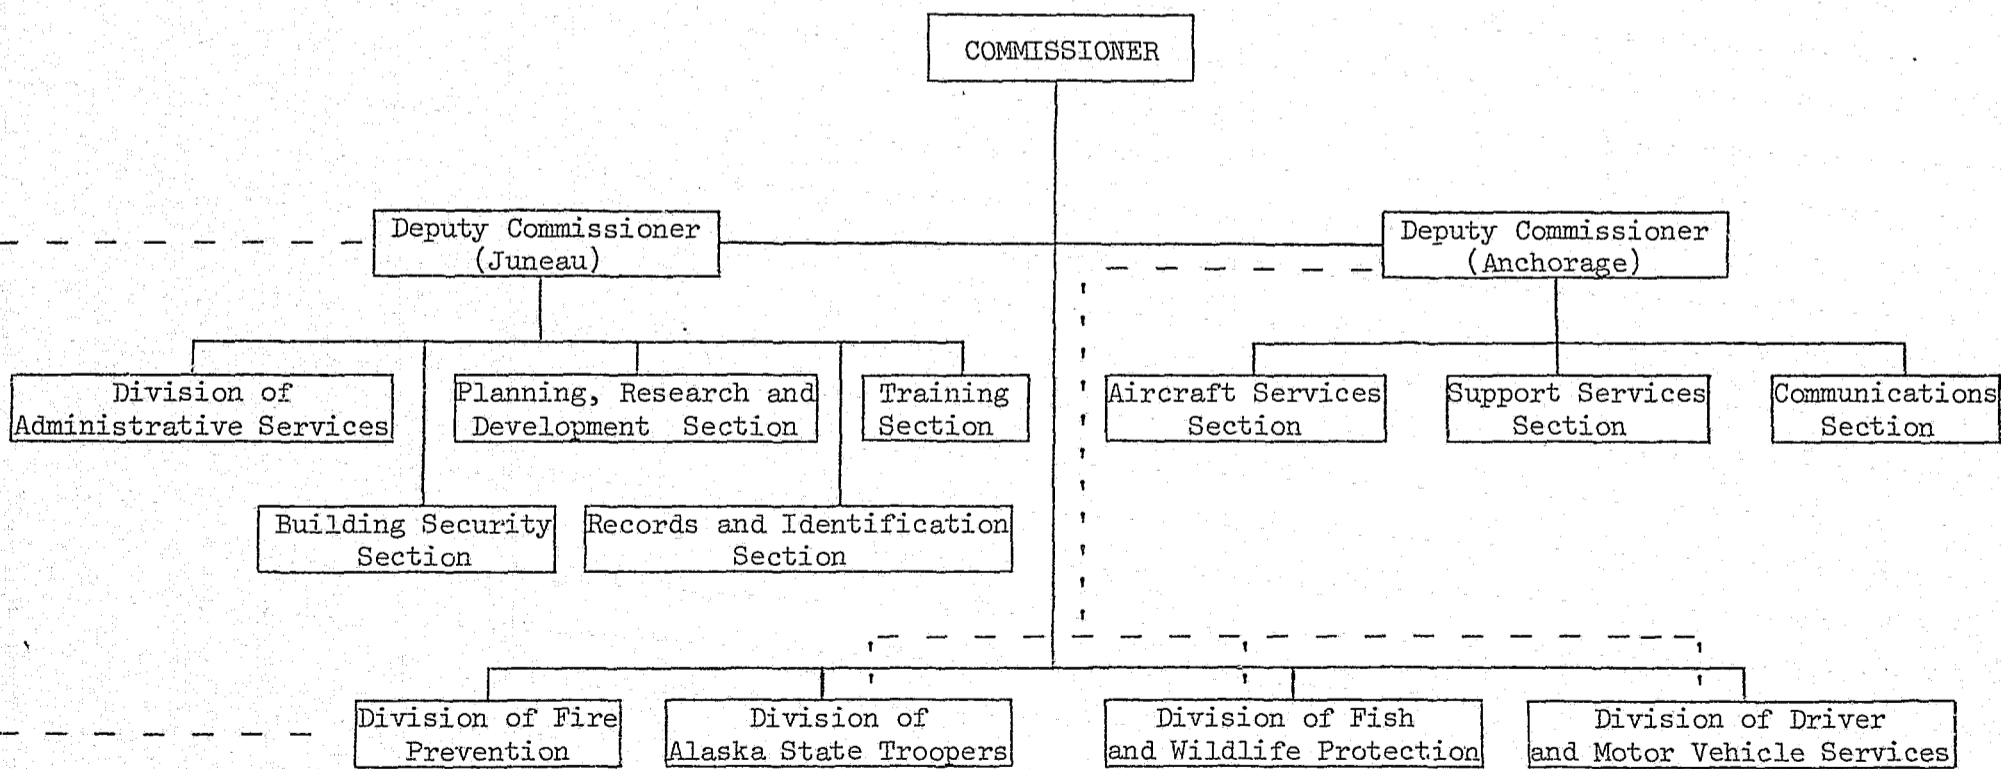 COMMISSIONER
Deputy Commissioner
(Juneau)
Deputy Commissioner
(Anchorage)
Division of
Administrative Services
Planning, Research and
Development Section
Training
Section
Aircraft Services
Section
Support Services
Section
Communications
Section
Building Security
Section
Records and Identification
Section
Division of Fire
Prevention
Division of
Alaska State Troopers
Division of Fish
and Wildlife Protection
Division of Driver
and Motor Vehicle Services